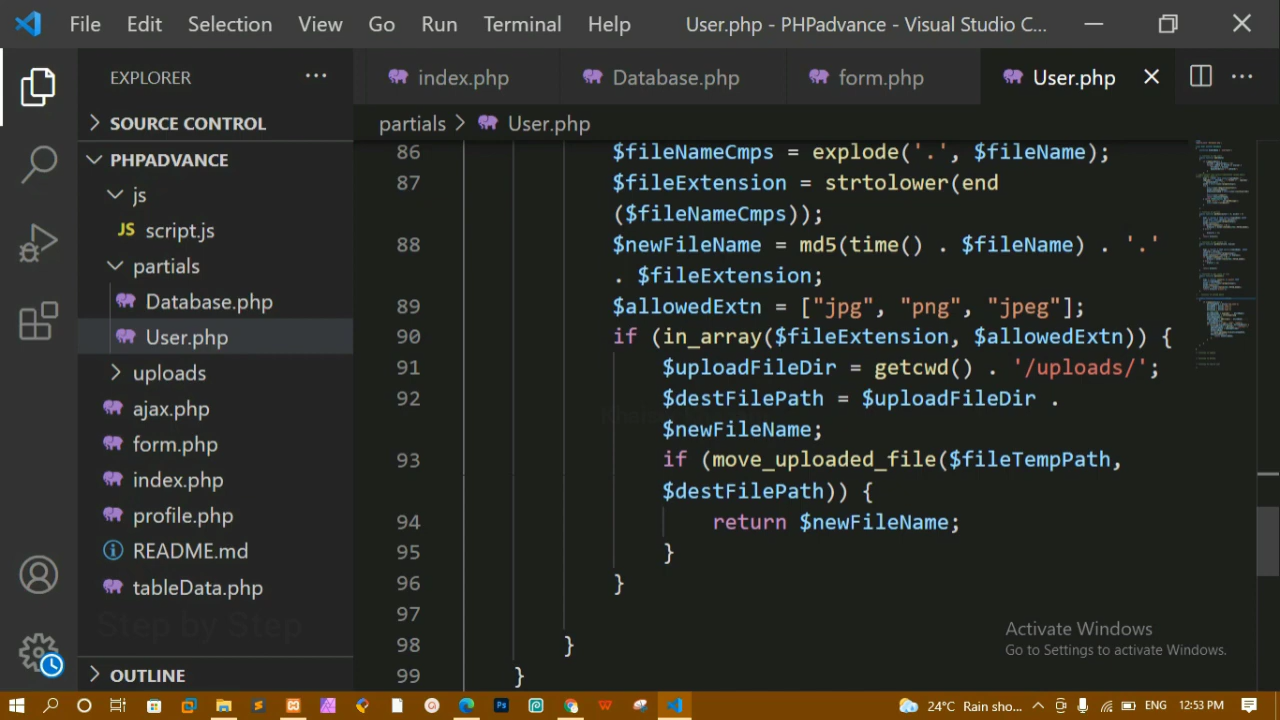 File Edit Selection View Go Run Terminal Help User.php - PHPadvance - Visual Studio C...
EXPLORER
index.php Database.php form.php User.php
SOURCE CONTROL
partials > User.php
PHPADVANCE
js
JS script.js
partials
Database.php
User.php
uploads
ajax.php
form.php
index.php
profile.php
README.md
tableData.php
Step by Step
OUTLINE
86 $fileNameCmps = explode('.', $fileName);
87 $fileExtension = strtolower(end
($fileNameCmps));
88 $newFileName = md5(time() . $fileName) . '.'
. $fileExtension;
89 $allowedExtn = ["jpg", "png", "jpeg"];
90 if (in_array($fileExtension, $allowedExtn)) {
91 $uploadFileDir = getcwd() . '/uploads/';
92 $destFilePath = $uploadFileDir .
$newFileName;
93 if (move_uploaded_file($fileTempPath,
$destFilePath)) {
94 return $newFileName;
95 }
96 }
97
98 }
99 }
Activate Windows
Go to Settings to activate Windows.
24°C Rain sho... ENG 12:53 PM